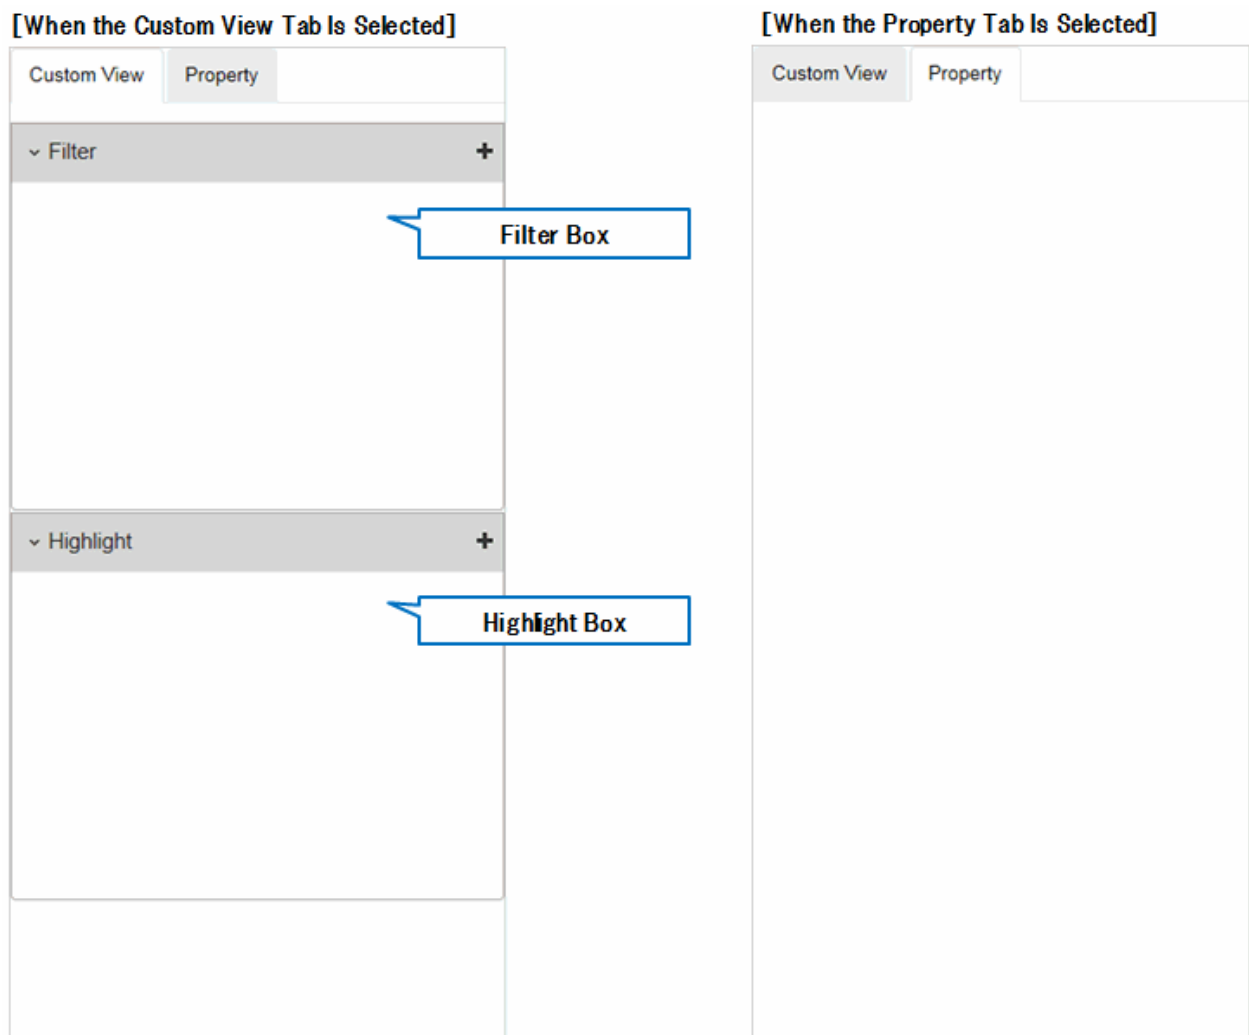 [When the Custom View Tab Is Selected]
Custom View Property
Filter
Filter Box
Highlight
Highlight Box
[When the Property Tab Is Selected]
Custom View Property